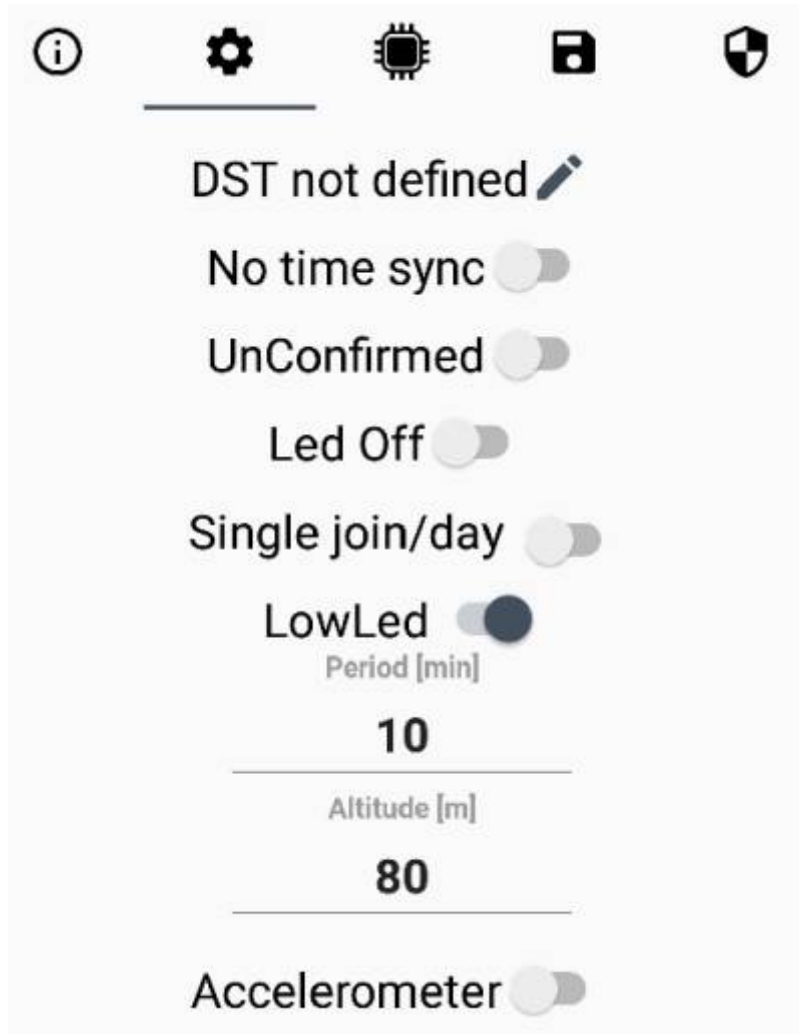 DST not defined
No time sync
UnConfirmed
Led Off
Single join/day
LowLed
Period [min]
10
Altitude [m]
80
Accelerometer